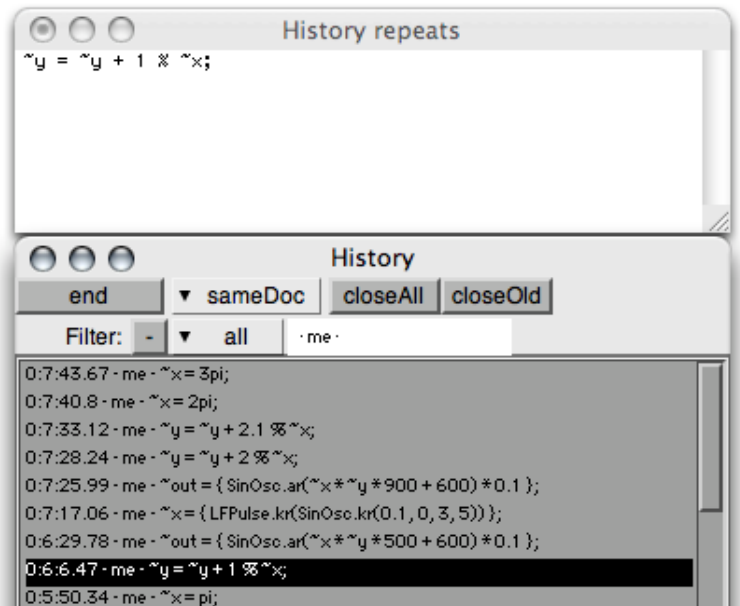 History repeats
~y = ~y + 1 % ~x;
History
end ▼ sameDoc closeAll closeOld
Filter: - ▼ all · me ·
0:7:43.67 - me - ~x = 3pi;
0:7:40.8 - me - ~x = 2pi;
0:7:33.12 - me - ~y = ~y + 2.1 % ~x;
0:7:28.24 - me - ~y = ~y + 2 % ~x;
0:7:25.99 - me - ~out = { SinOsc.ar(~x * ~y * 900 + 600) * 0.1 };
0:7:17.06 - me - ~x = { LFPulse.kr(SinOsc.kr(0.1, 0, 3, 5)) };
0:6:29.78 - me - ~out = { SinOsc.ar(~x * ~y * 500 + 600) * 0.1 };
0:6:6.47 - me - ~y = ~y + 1 % ~x;
0:5:50.34 - me - ~x = pi;